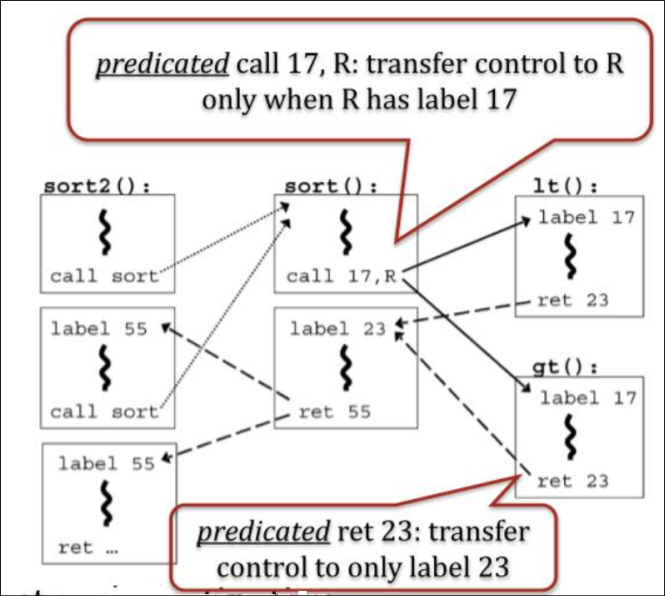 predicated call 17, R: transfer control to R
only when R has label 17
sort2():
call sort
label 55
call sort
label 55
ret …
sort():
call 17,R
label 23
ret 55
lt():
label 17
ret 23
gt():
label 17
ret 23
predicated ret 23: transfer
control to only label 23